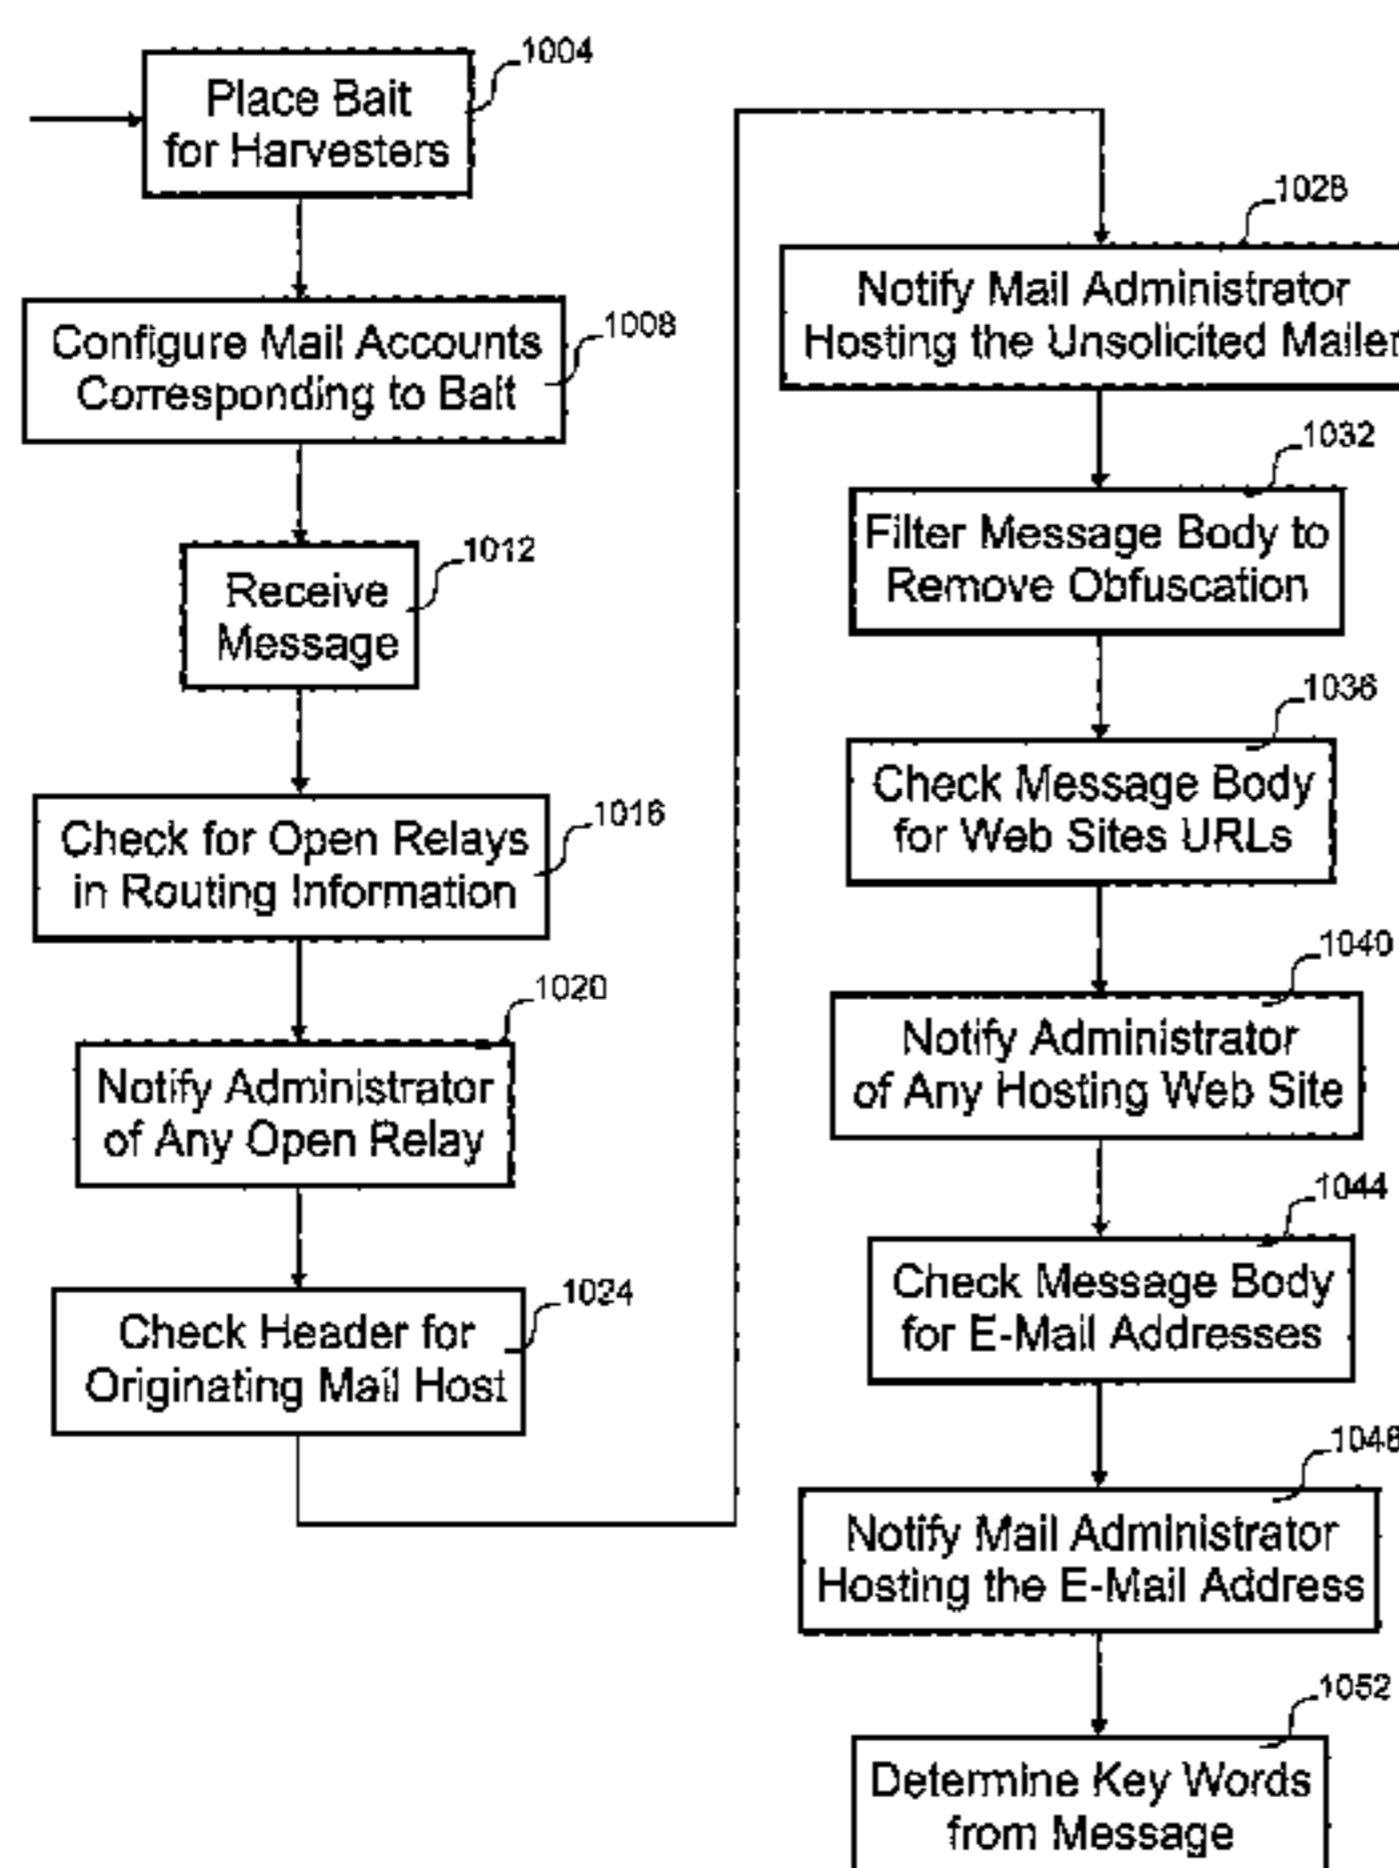 1004
Place Bait
for Harvesters
1008
Configure Mail Accounts
Corresponding to Bait
1012
Receive
Message
1016
Check for Open Relays
in Routing Information
1020
Notify Administrator
of Any Open Relay
1024
Check Header for
Originating Mail Host
1028
Notify Mail Administrator
Hosting the Unsolicited Mailer
1032
Filter Message Body to
Remove Obfuscation
1036
Check Message Body
for Web Sites URLs
1040
Notify Administrator
of Any Hosting Web Site
1044
Check Message Body
for E-Mail Addresses
1048
Notify Mail Administrator
Hosting the E-Mail Address
1052
Determine Key Words
from Message